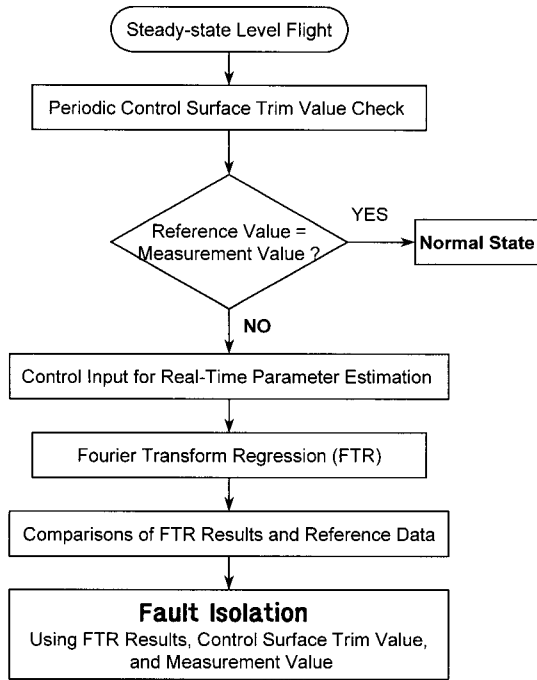 Steady-state Level Flight
Periodic Control Surface Trim Value Check
Reference Value =
Measurement Value ?
YES
Normal State
NO
Control Input for Real-Time Parameter Estimation
Fourier Transform Regression (FTR)
Comparisons of FTR Results and Reference Data
Fault Isolation
Using FTR Results, Control Surface Trim Value,
and Measurement Value